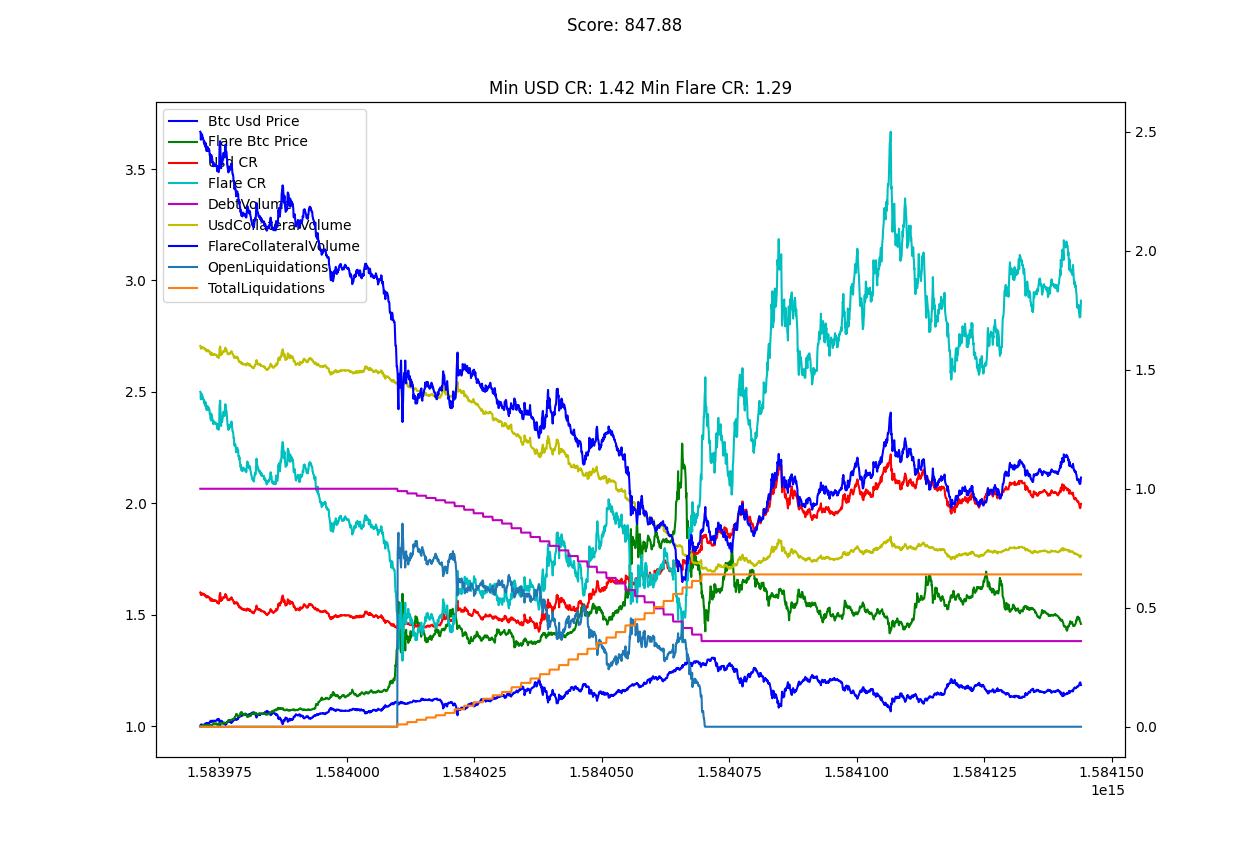 Score: 847.88
Min USD CR: 1.42 Min Flare CR: 1.29
Btc Usd Price
Flare Btc Price
Usd CR
Flare CR
DebtVolume
UsdCollateralVolume
FlareCollateralVolume
OpenLiquidations
TotalLiquidations
3.5
3.0
2.5
2.0
1.5
1.0
2.5
2.0
1.5
1.0
0.5
0.0
1.583975
1.584000
1.584025
1.584050
1.584075
1.584100
1.584125
1.584150
1e15